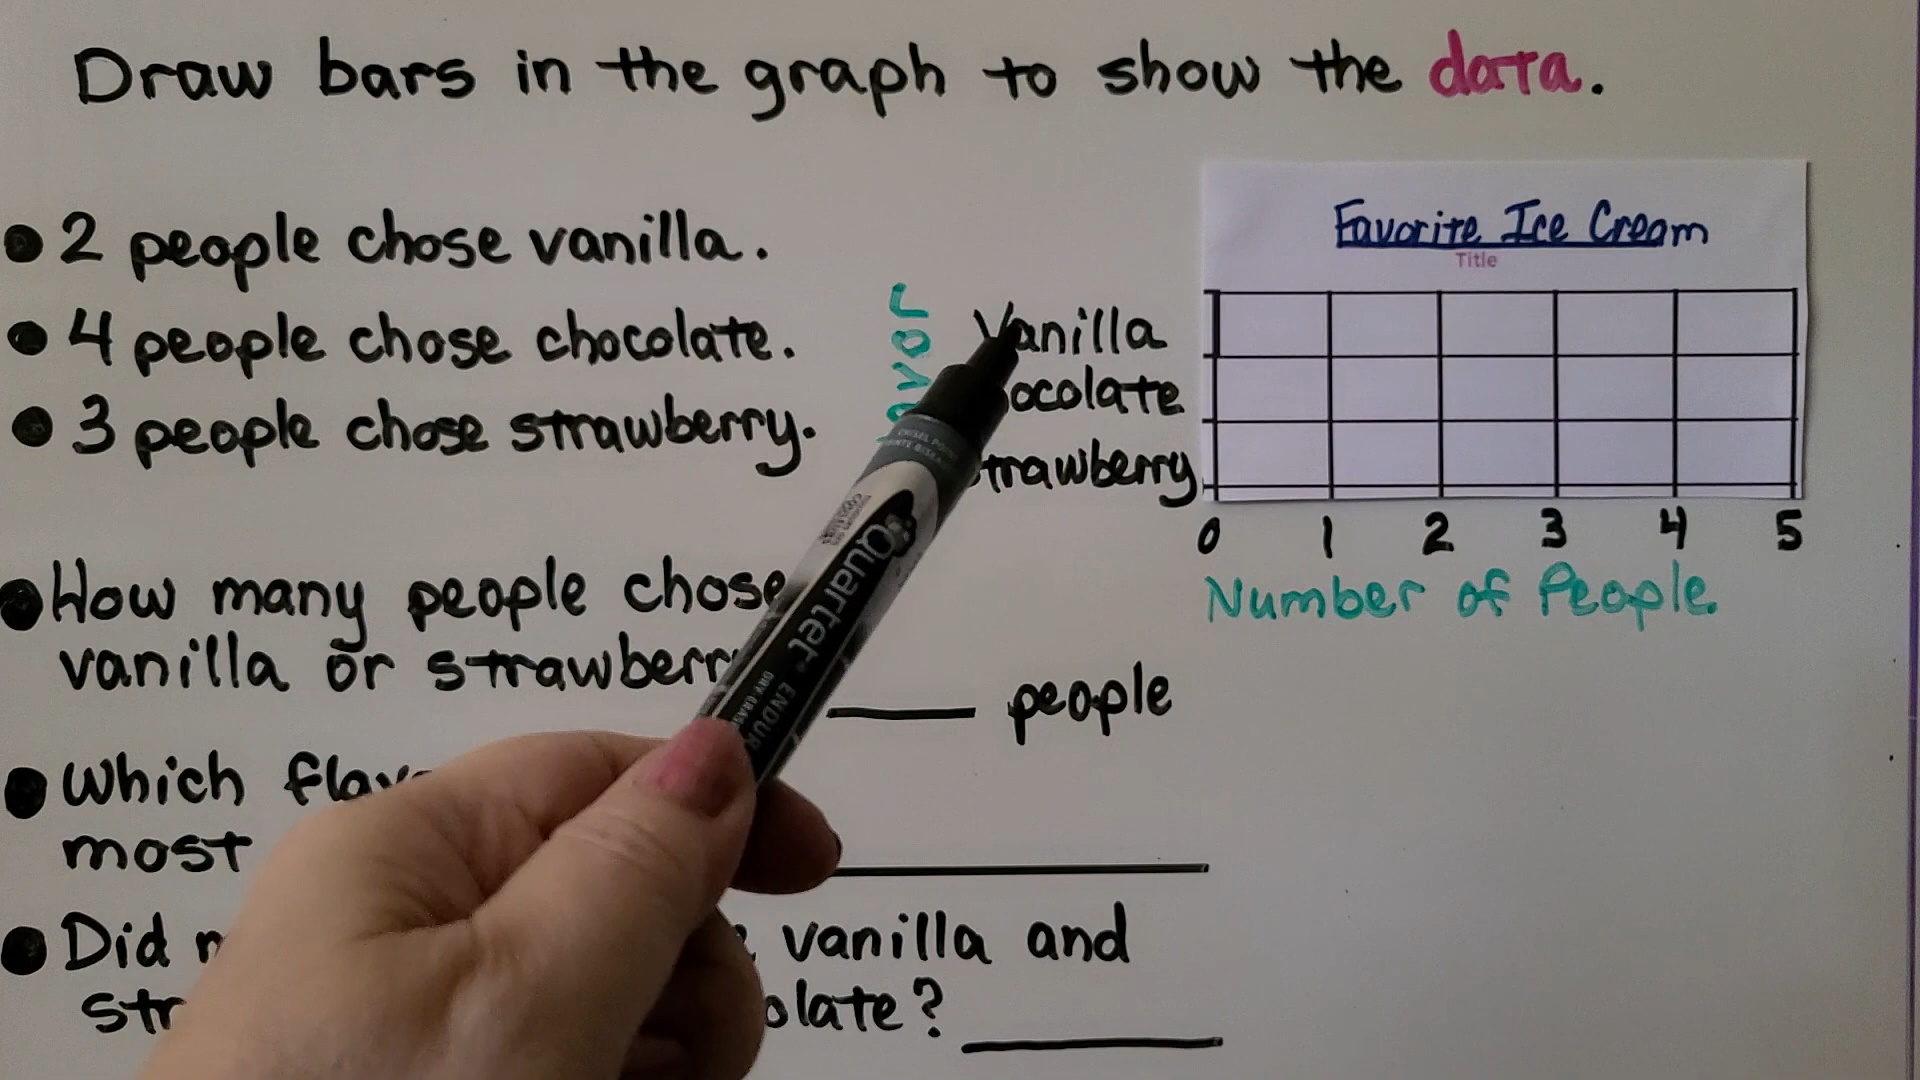 Draw bars in the graph to show the data.
2 people chose vanilla.
4 people chose chocolate.
3 people chose strawberry.
Favorite Ice Cream
Title
Vanilla
ocolate
trawberry
0 1 2 3 4 5
Number of People
How many people chose
vanilla or strawberr
people
Which flav
most
Did vanilla and
str olate?
Quartet ENDUR